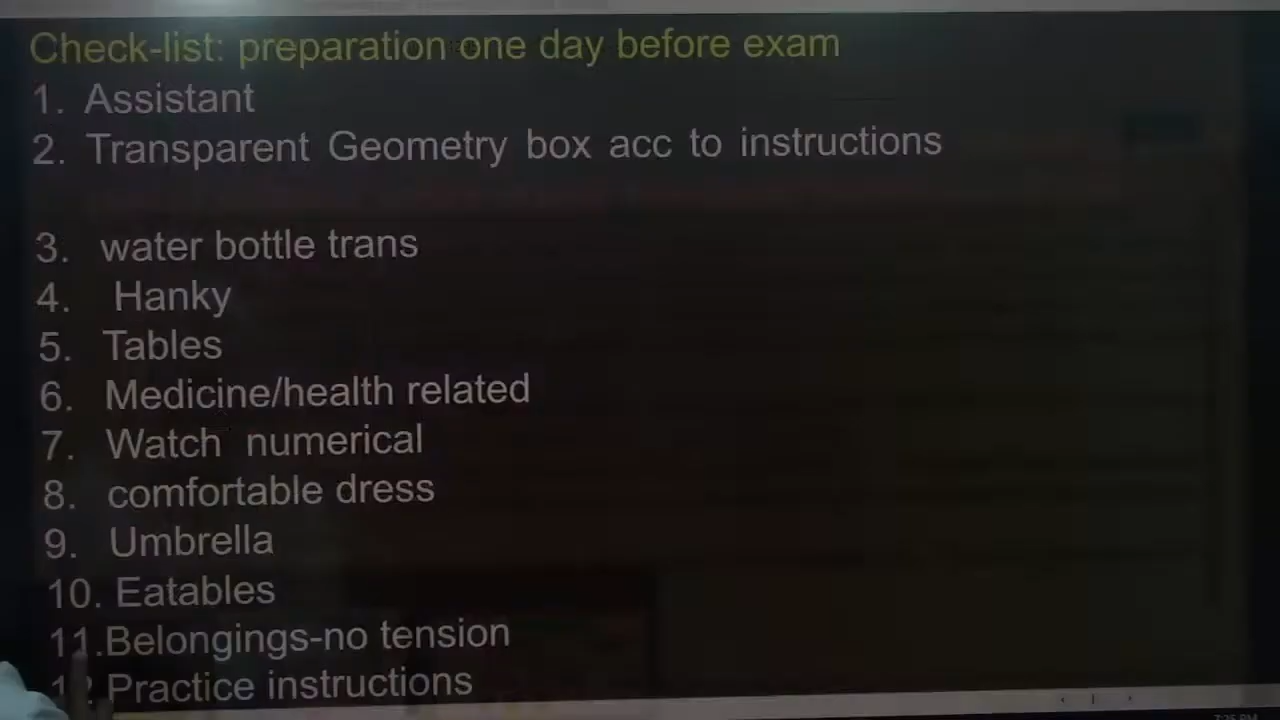 Check-list: preparation one day before exam
1. Assistant
2. Transparent Geometry box acc to instructions
3. water bottle trans
4. Hanky
5. Tables
6. Medicine/health related
7. Watch numerical
8. comfortable dress
9. Umbrella
10. Eatables
11.Belongings-no tension
12.Practice instructions